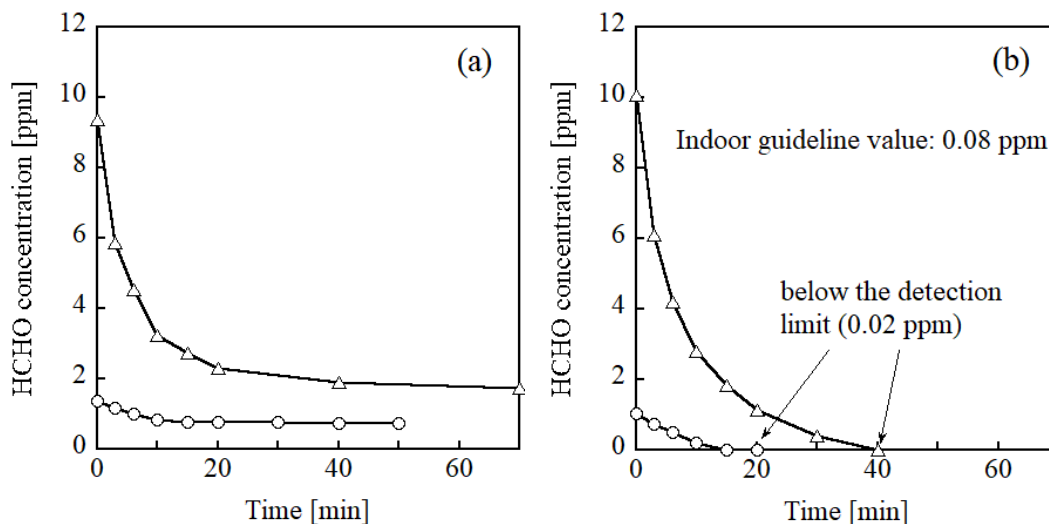 (a)
HCHO concentration [ppm]
12
10
8
6
4
2
0
0 20 40 60
Time [min]
(b)
HCHO concentration [ppm]
12
10
8
6
4
2
0
Indoor guideline value: 0.08 ppm
below the detection
limit (0.02 ppm)
0 20 40 60
Time [min]